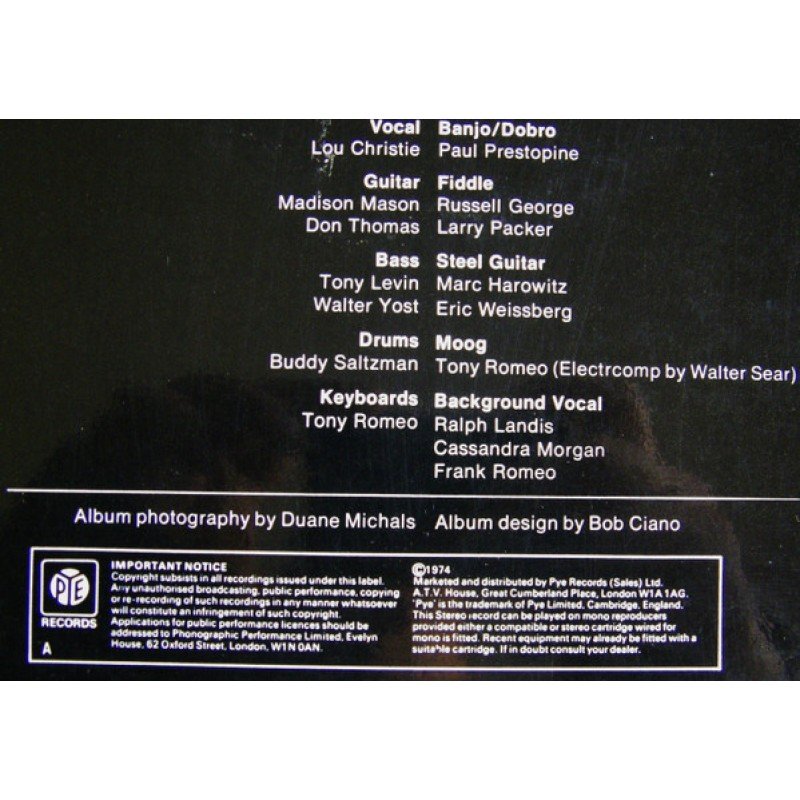 Vocal Banjo/Dobro
Lou Christie Paul Prestopine
Guitar Fiddle
Madison Mason Russell George
Don Thomas Larry Packer
Bass Steel Guitar
Tony Levin Marc Harowitz
Walter Yost Eric Weissberg
Drums Moog
Buddy Saltzman Tony Romeo (Electrcomp by Walter Sear)
Keyboards Background Vocal
Tony Romeo Ralph Landis
Cassandra Morgan
Frank Romeo
Album photography by Duane Michals Album design by Bob Ciano
PYE
RECORDS
A
IMPORTANT NOTICE
Copyright subsists in all recordings issued under this label.
Any unauthorised broadcasting, public performance, copying
or re-recording of such recordings in any manner whatsoever
will constitute an infringement of such copyright.
Applications for public performance licences should be
addressed to Phonographic Performance Limited, Evelyn
House, 62 Oxford Street, London, W1N 0AN.
©1974
Marketed and distributed by Pye Records (Sales) Ltd.
A.T.V. House, Great Cumberland Place, London W1A 1AG.
'Pye' is the trademark of Pye Limited, Cambridge, England.
This Stereo record can be played on mono reproducers
provided either a compatible or stereo cartridge wired for
mono is fitted. Recent equipment may already be fitted with a
suitable cartridge. If in doubt consult your dealer.